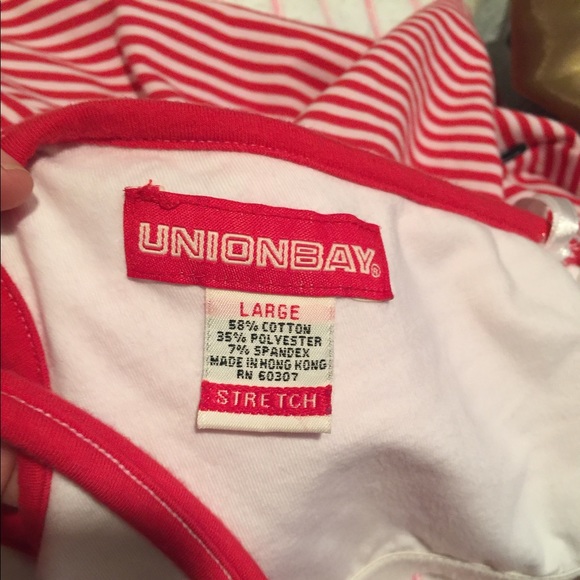 UNIONBAY®
LARGE
58% COTTON
35% POLYESTER
7% SPANDEX
MADE IN HONG KONG
RN 60307
STRETCH